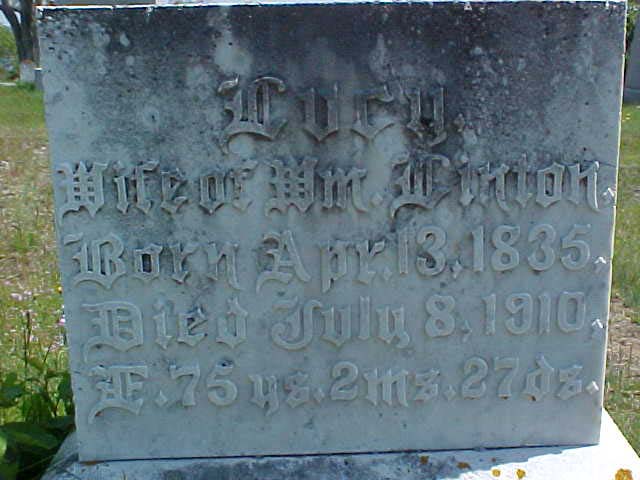 Lucy,
Wife of Wm. Linton,
Born Apr. 13, 1835,
Died July 8, 1910
Æ. 75 ys. 2 ms. 27 ds.